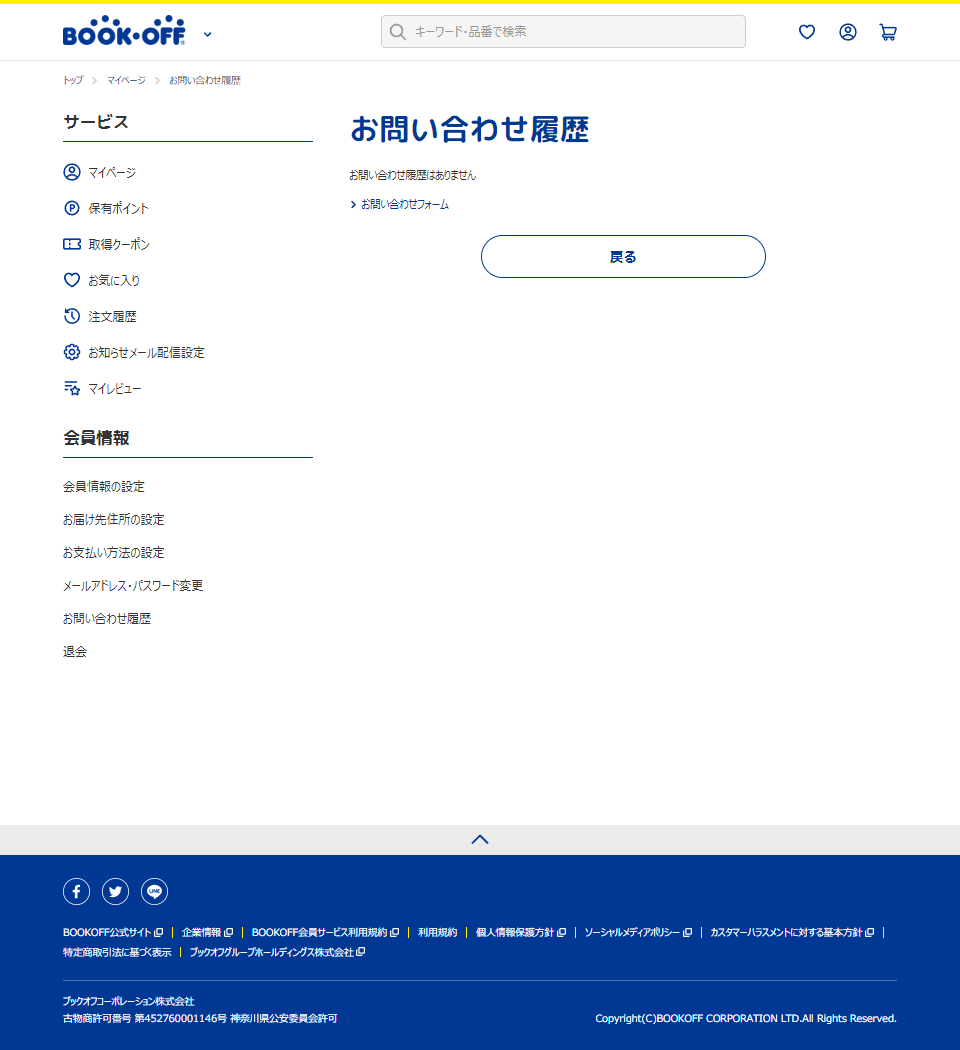 BOOK・OFF
キーワード・品番で検索
トップ > マイページ > お問い合わせ履歴
サービス
マイページ
保有ポイント
取得クーポン
お気に入り
注文履歴
お知らせメール配信設定
マイレビュー
会員情報
会員情報の設定
お届け先住所の設定
お支払い方法の設定
メールアドレス・パスワード変更
お問い合わせ履歴
退会
お問い合わせ履歴
お問い合わせ履歴はありません
お問い合わせフォーム
戻る
BOOKOFF公式サイト | 企業情報 | BOOKOFF会員サービス利用規約 | 利用規約 | 個人情報保護方針 | ソーシャルメディアポリシー | カスタマーハラスメントに対する基本方針 |
特定商取引法に基づく表示 | ブックオフグループホールディングス株式会社
ブックオフコーポレーション株式会社
古物商許可番号 第452760001146号 神奈川県公安委員会許可
Copyright(C)BOOKOFF CORPORATION LTD.All Rights Reserved.